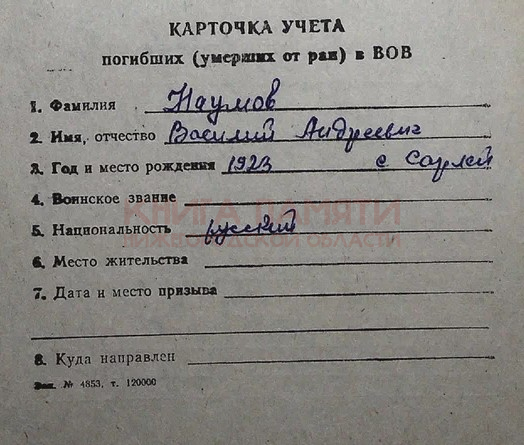 КАРТОЧКА УЧЕТА
погибших (умерших от ран) в ВОВ
1. Фамилия Наумов
2. Имя, отчество Василий Андреевич
3. Год и место рождения 1923 с Сарлей
4. Воинское звание
КНИГА ПАМЯТИ
5. Национальность русский
НИЖЕГОРОДСКОЙ ОБЛАСТИ
6. Место жительства
7. Дата и место призыва
8. Куда направлен
Зак. № 4853, т. 120000